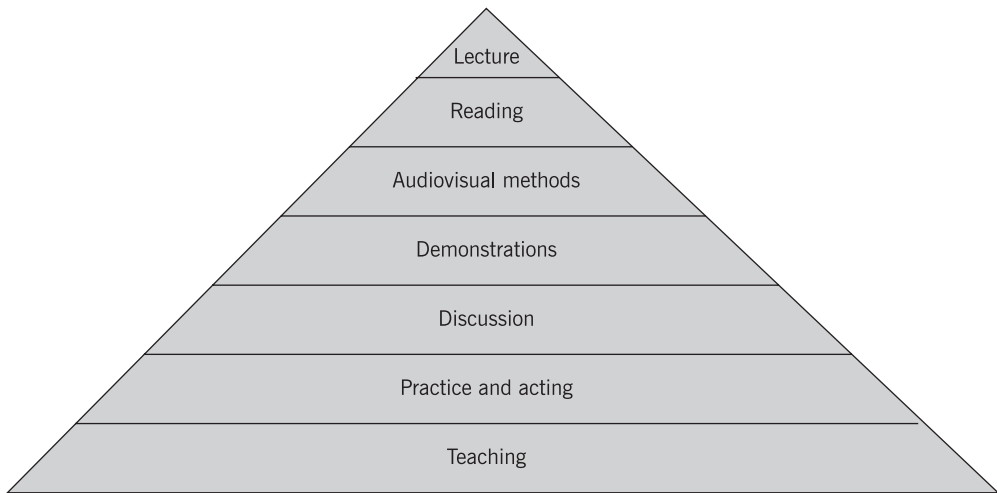 Lecture
Reading
Audiovisual methods
Demonstrations
Discussion
Practice and acting
Teaching